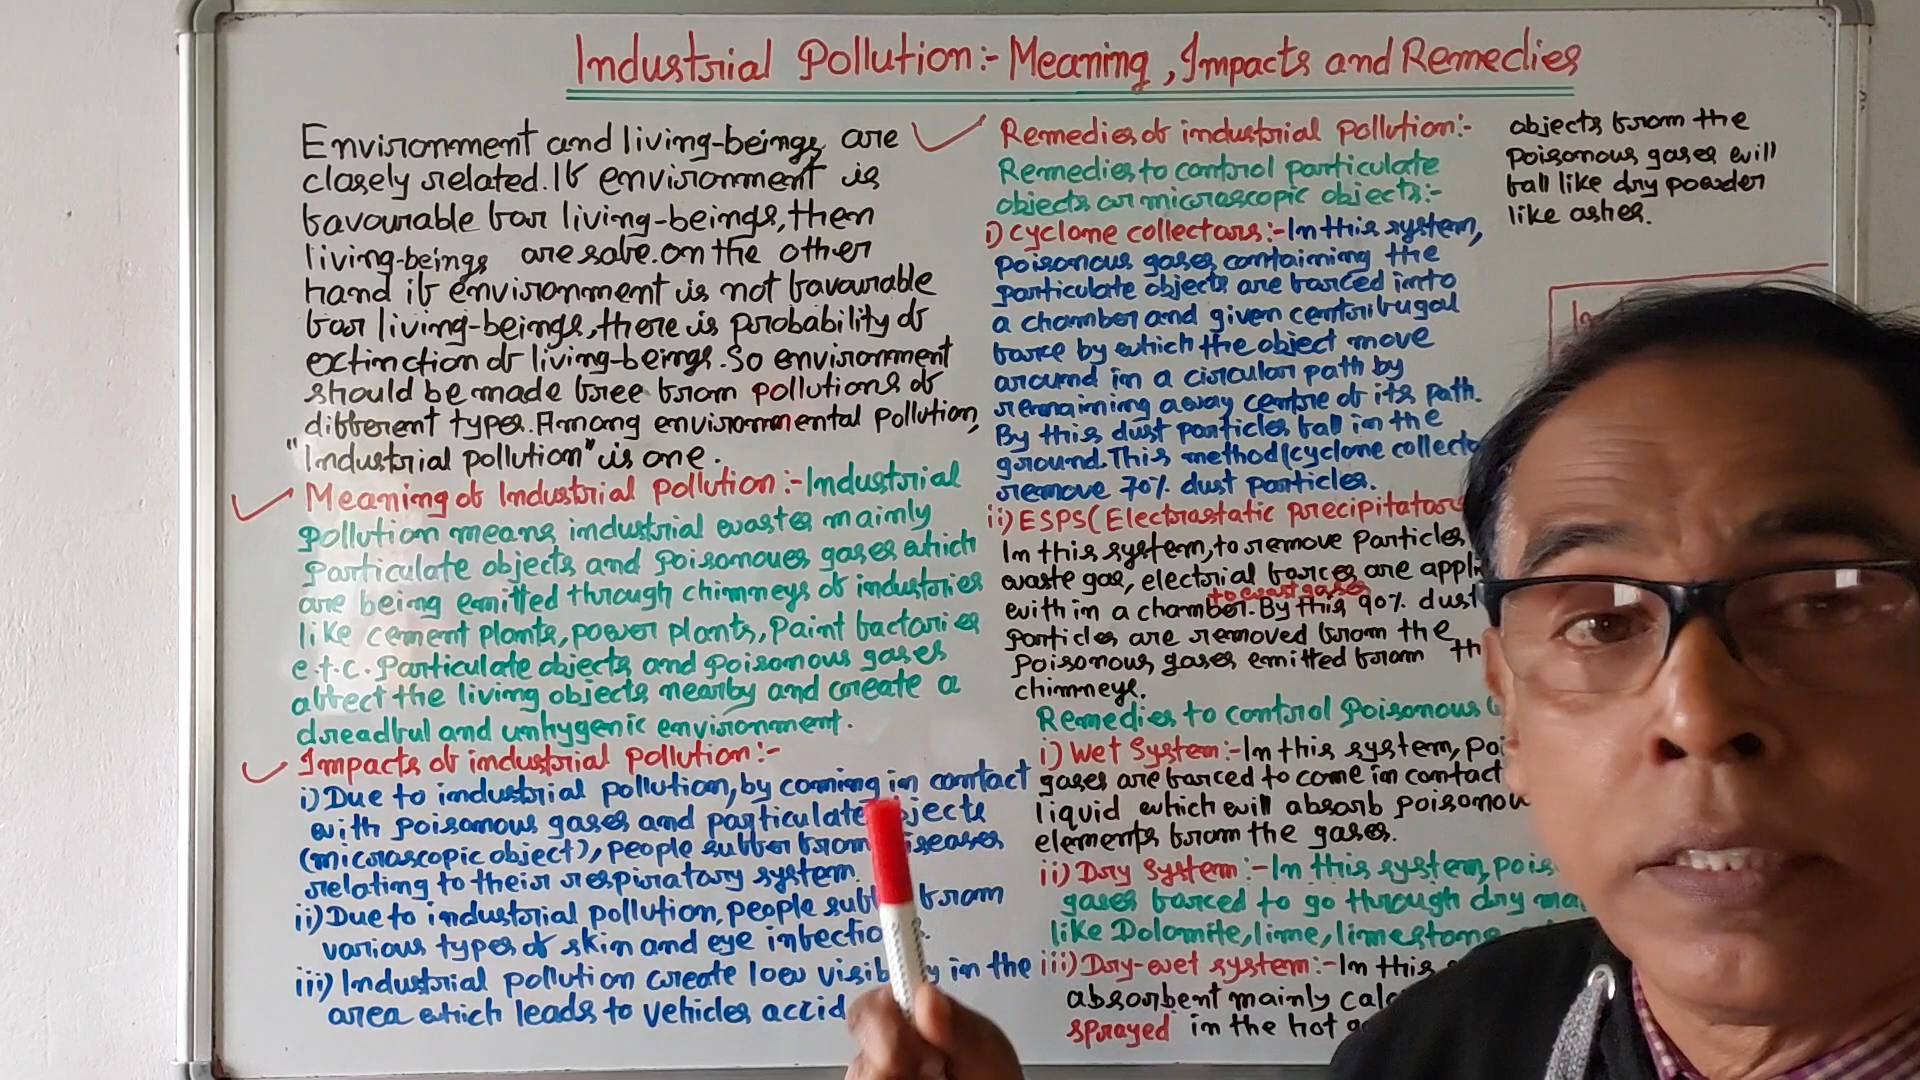 Industrial Pollution:- Meaning, Impacts and Remedies
Environment and living-beings are
closely related. If environment is
favourable for living-beings, then
living-beings are safe. on the other
hand if environment is not favourable
for living-beings, there is probability of
extinction of living-beings. So environment
should be made free from pollutions of
different types. Among environmental pollution,
"Industrial pollution" is one.
Meaning of Industrial pollution:- Industrial
pollution means industrial wastes mainly
particulate objects and poisonoues gases which
are being emitted through chimneys of industries
like cement plants, power plants, paint factories
e.t.c. Particulate objects and poisonous gases
affect the living objects nearby and create a
dreadful and unhygenic environment.
Impacts of industrial pollution:-
i) Due to industrial pollution, by coming in contact
with poisonous gases and particulate
(microscopic object), people suffer from
relating to their respiratory system.
ii) Due to industrial pollution, people from
various types of skin and eye
iii) Industrial pollution create low in the
area which leads to vehicles
Remedies of industrial pollution:-
Remedies to control particulate
objects or microscopic objects:-
i) Cyclone collectors:- In this system,
poisonous gases containing the
particulate objects are forced into
a chamber and given centrifugal
force by which the object move
around in a circular path by
remaining away centre of its path.
By this dust particles fall in the
ground. This method (cyclone
remove 70% dust particles.
ii) ESPS (Electrostatic precipitators
In this system, to remove particles
waste gas, electrial forces are
to wast gases
with in a chamber. By this 90% dust
particles are removed from the
poisonous gases emitted from
chimneys.
Remedies to control poisonous
i) Wet System:- In this system,
gases are forced to come in contact
liquid which will absorb
elements from the gases.
ii) Dry System:- In this system,
gases forced to go through dry
like Dolomite, lime, limestone
iii) Dry-wet system:- In this
absorbent mainly
sprayed in the hot
objects from the
poisonous gases will
fall like dry powder
like ashes.